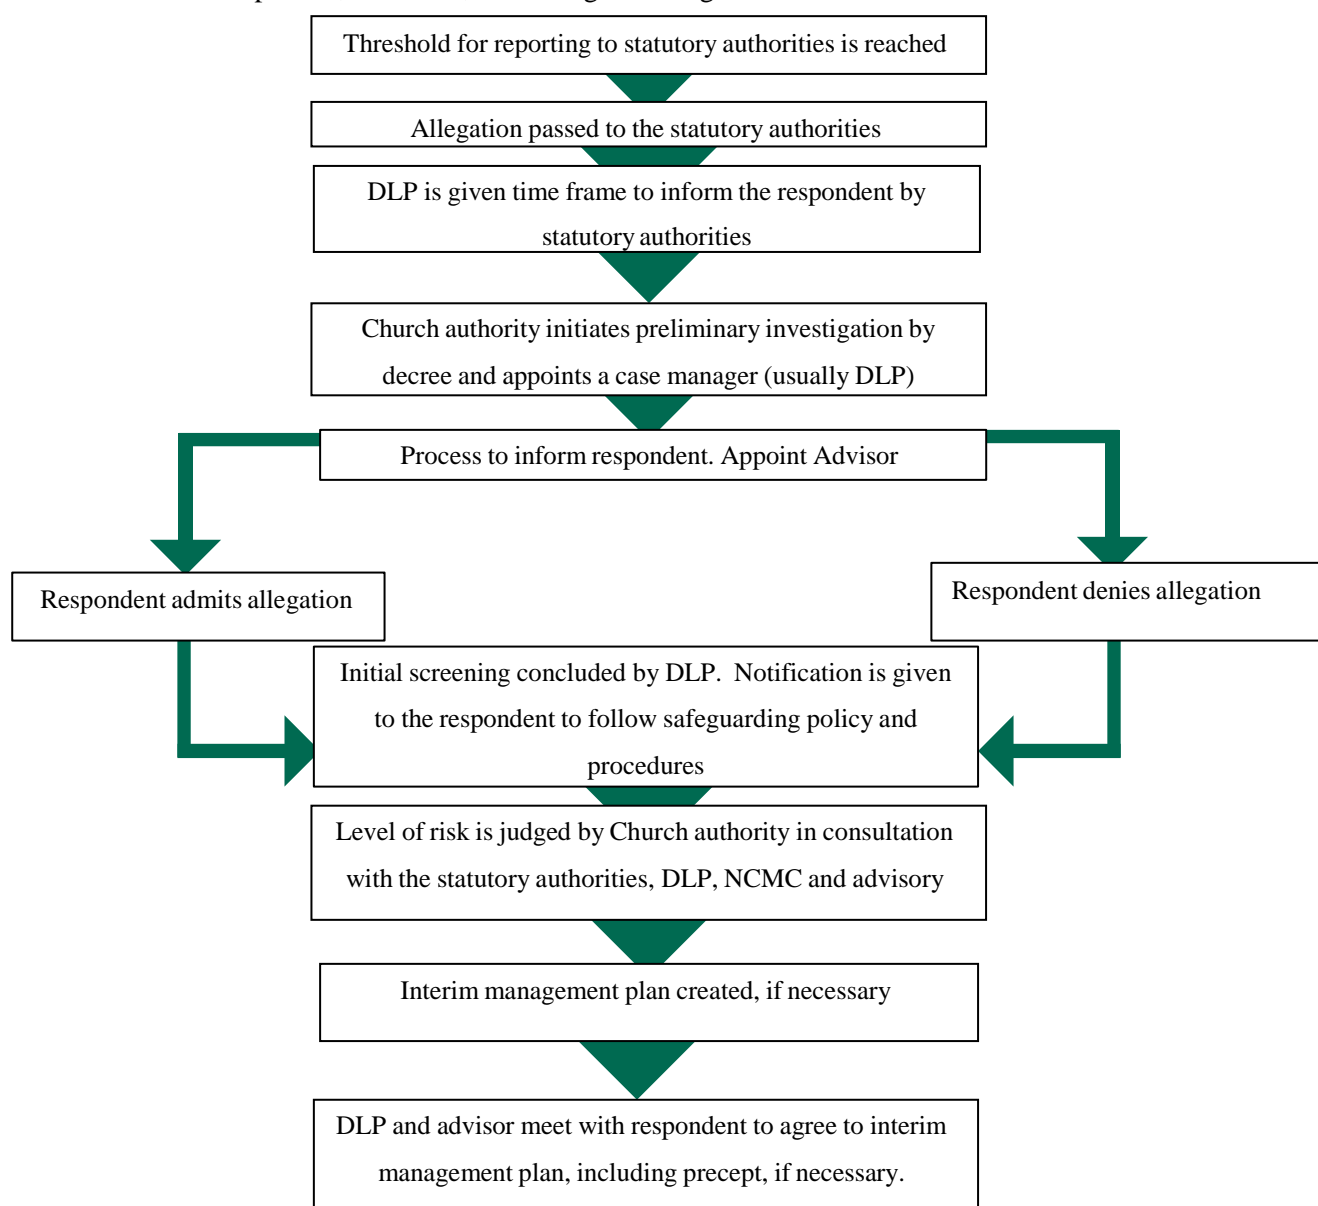 Threshold for reporting to statutory authorities is reached
Allegation passed to the statutory authorities
DLP is given time frame to inform the respondent by
statutory authorities
Church authority initiates preliminary investigation by
decree and appoints a case manager (usually DLP)
Process to inform respondent. Appoint Advisor
Respondent admits allegation
Respondent denies allegation
Initial screening concluded by DLP. Notification is given
to the respondent to follow safeguarding policy and
procedures
Level of risk is judged by Church authority in consultation
with the statutory authorities, DLP, NCMC and advisory
Interim management plan created, if necessary
DLP and advisor meet with respondent to agree to interim
management plan, including precept, if necessary.